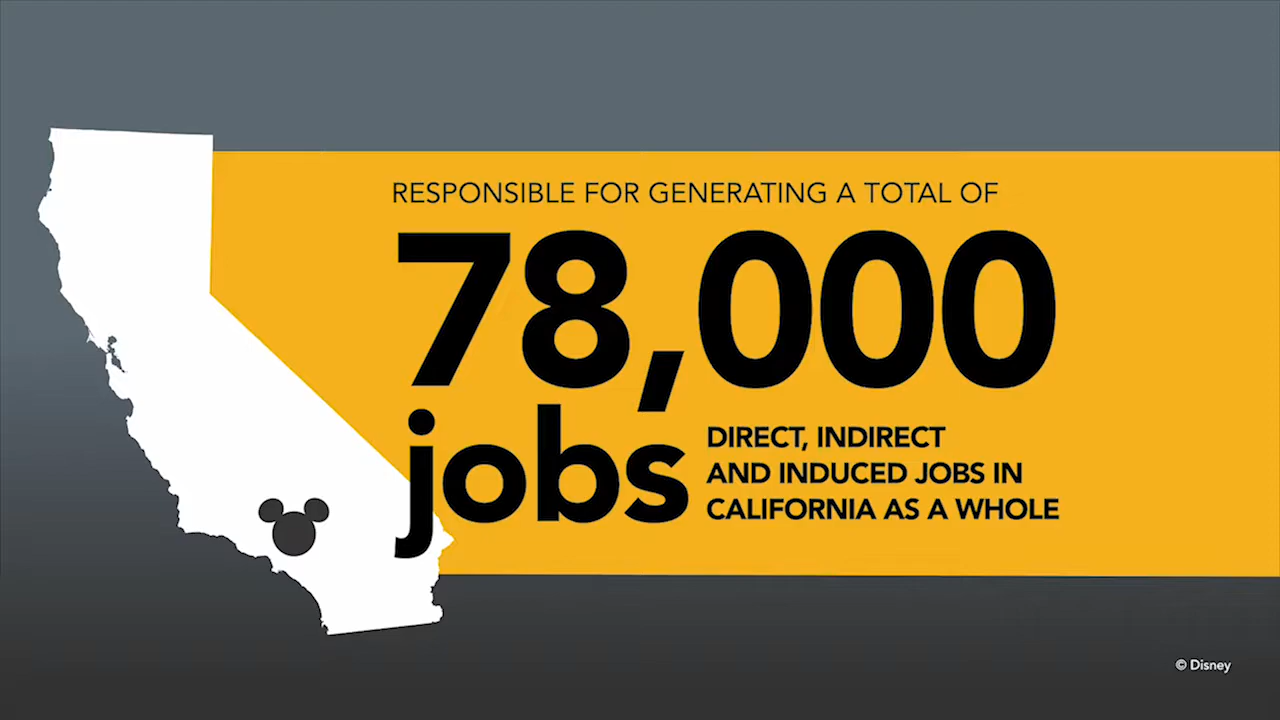 RESPONSIBLE FOR GENERATING A TOTAL OF
78,000
jobs
DIRECT, INDIRECT
AND INDUCED JOBS IN
CALIFORNIA AS A WHOLE
© Disney